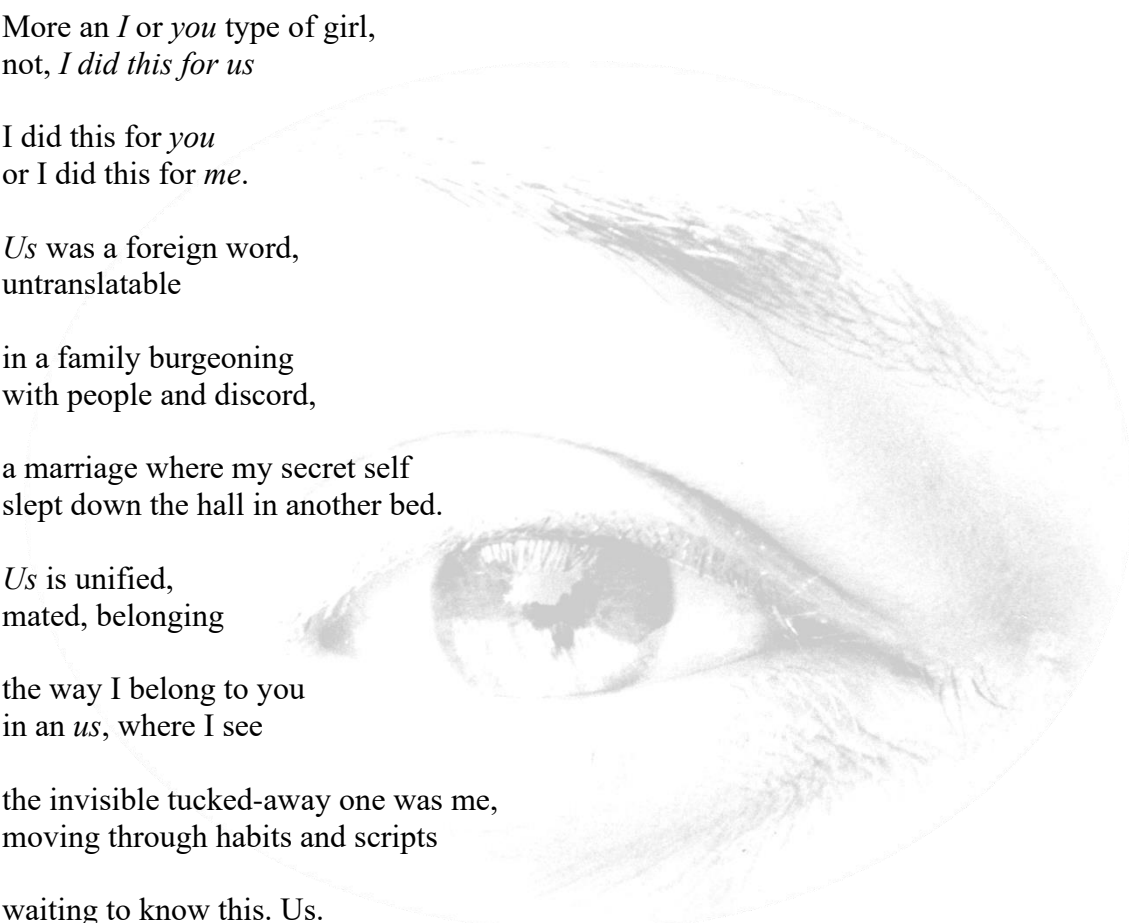 More an I or you type of girl,
not, I did this for us
I did this for you
or I did this for me.
Us was a foreign word,
untranslatable
in a family burgeoning
with people and discord,
a marriage where my secret self
slept down the hall in another bed.
Us is unified,
mated, belonging
the way I belong to you
in an us, where I see
the invisible tucked-away one was me,
moving through habits and scripts
waiting to know this. Us.